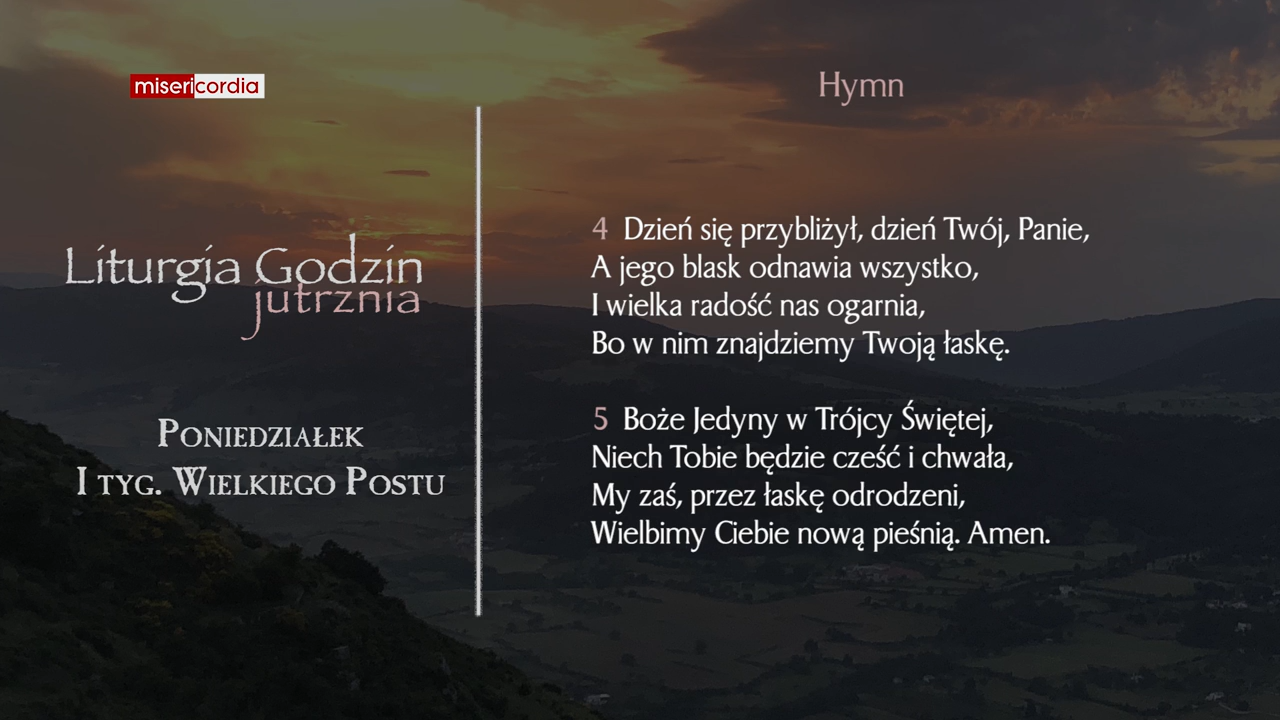 misericordia
Liturgia Godzin
jutrznia
Poniedziałek
I tyg. Wielkiego Postu
Hymn
4 Dzień się przybliżył, dzień Twój, Panie,
A jego blask odnawia wszystko,
I wielka radość nas ogarnia,
Bo w nim znajdziemy Twoją łaskę.
5 Boże Jedyny w Trójcy Świętej,
Niech Tobie będzie cześć i chwała,
My zaś, przez łaskę odrodzeni,
Wielbimy Ciebie nową pieśnią. Amen.